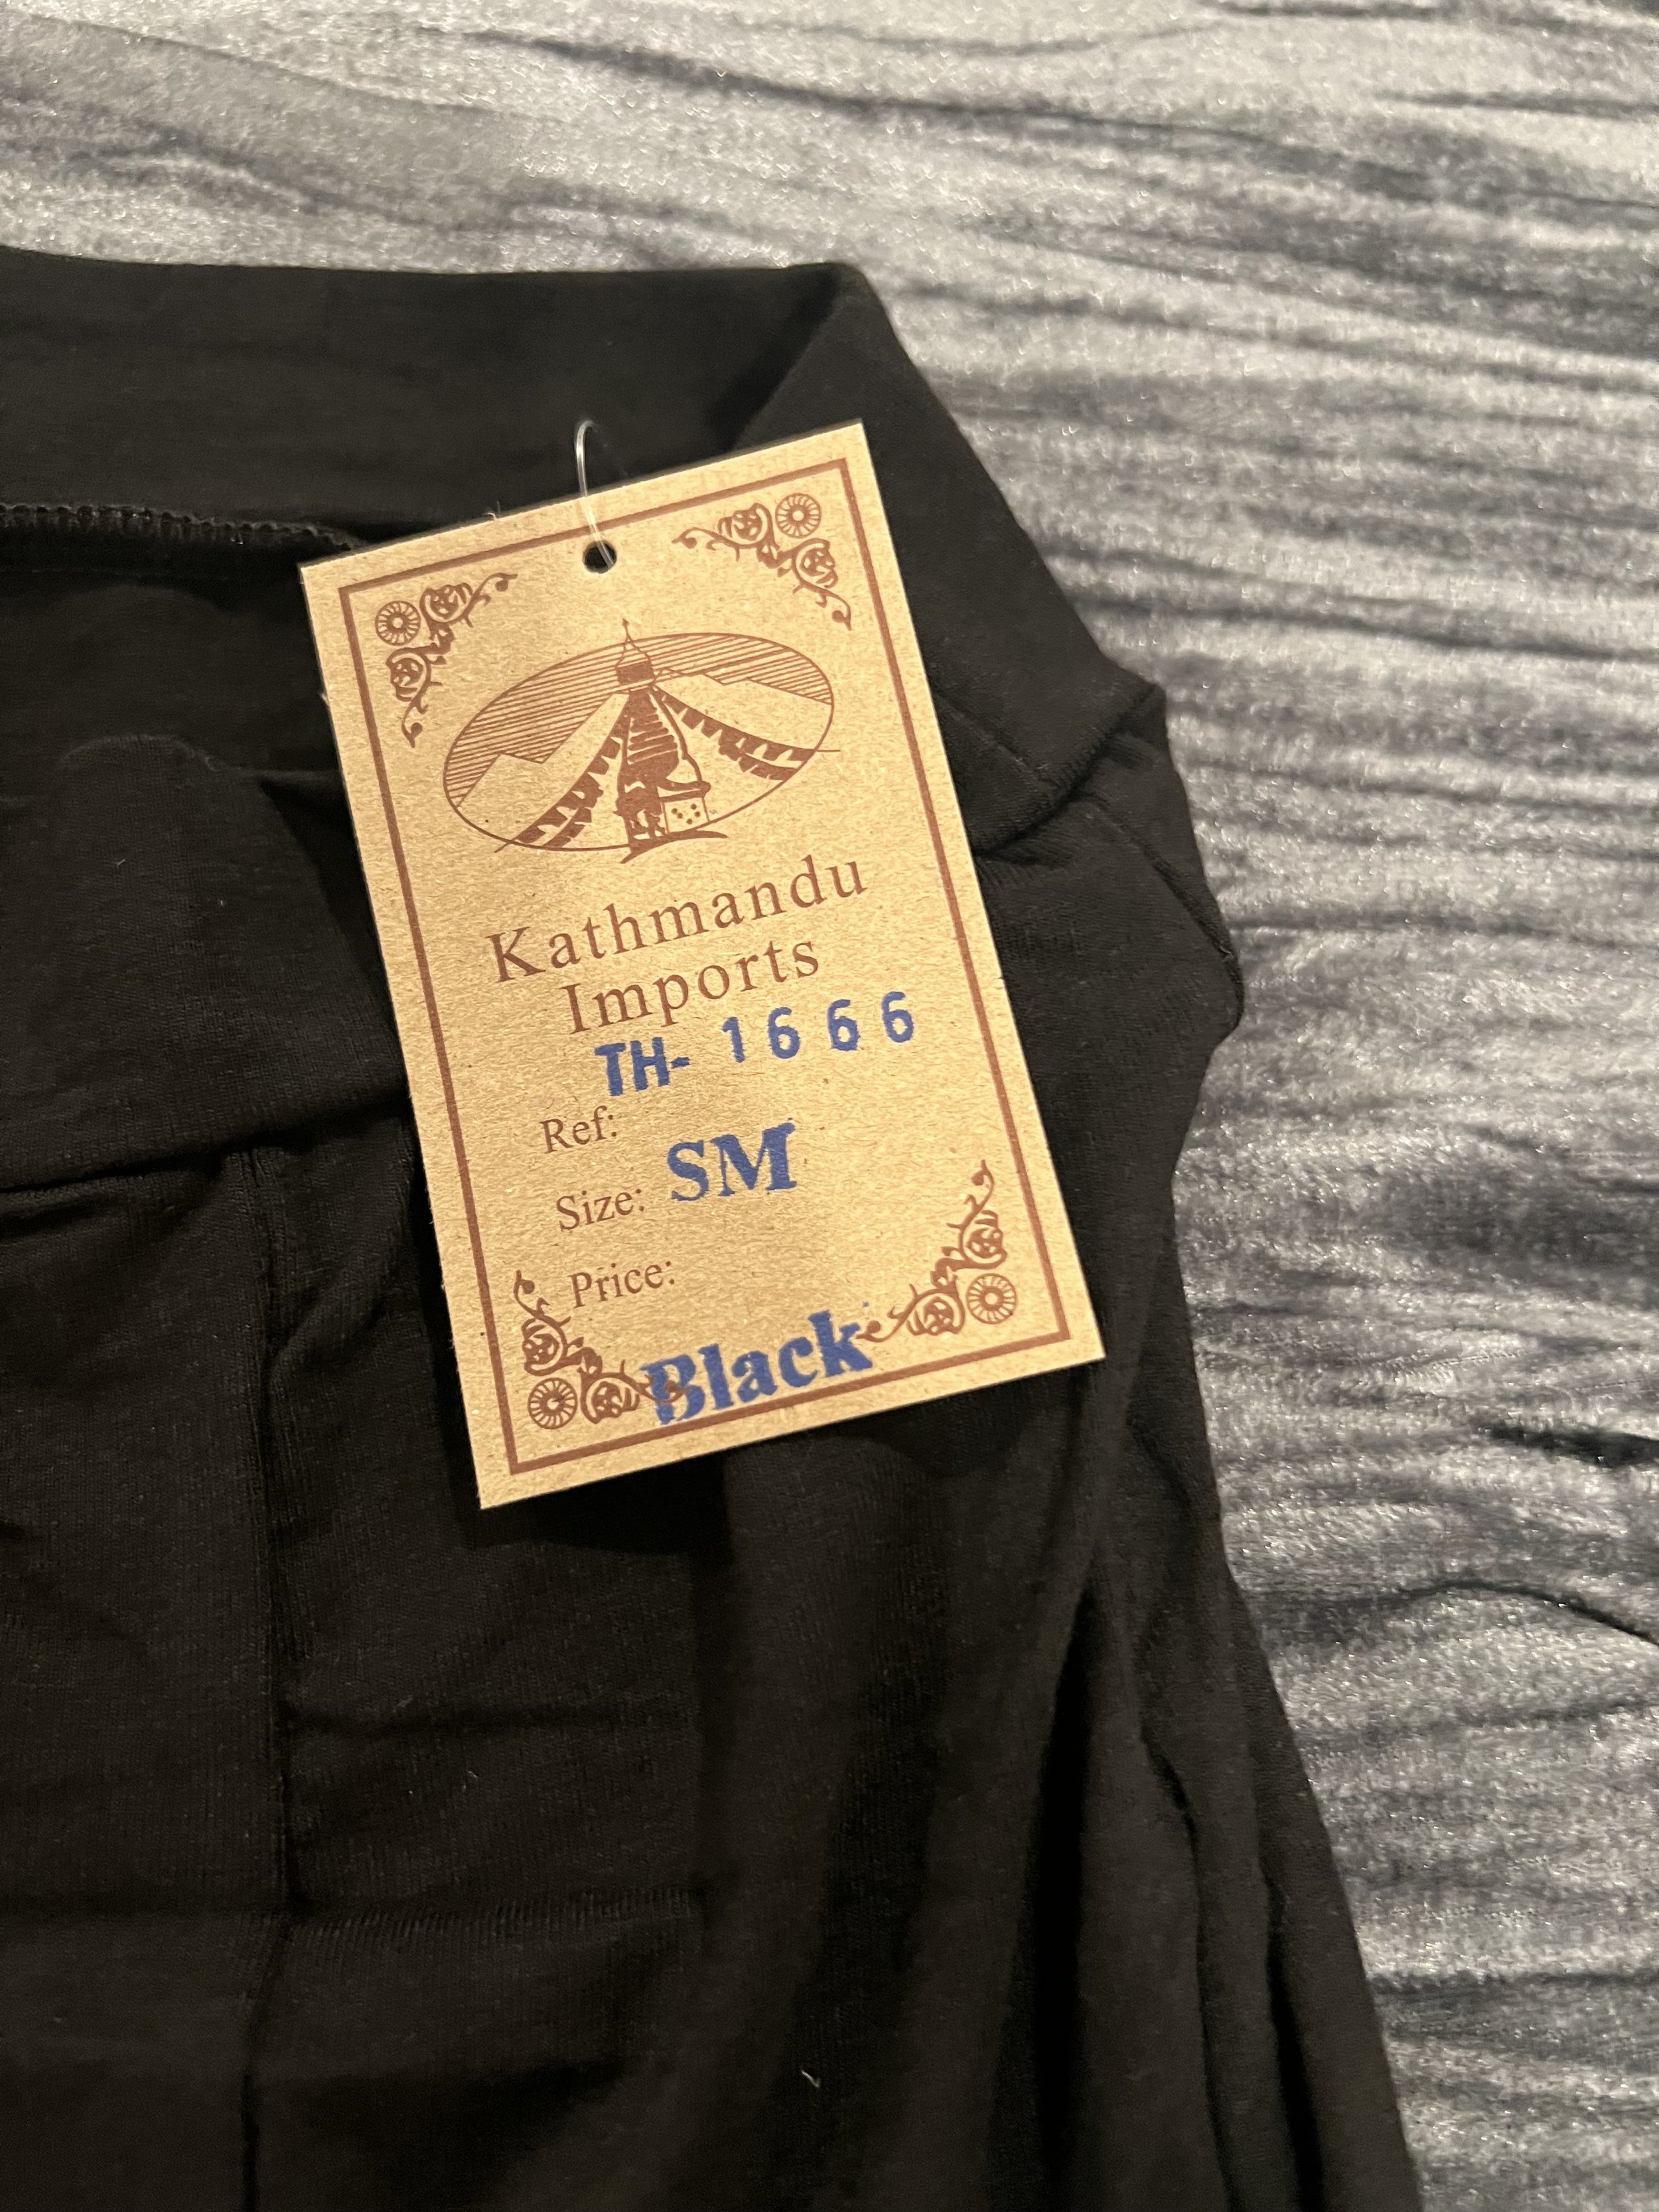 Kathmandu
Imports
TH- 1666
Ref:
Size: SM
Price:
Black